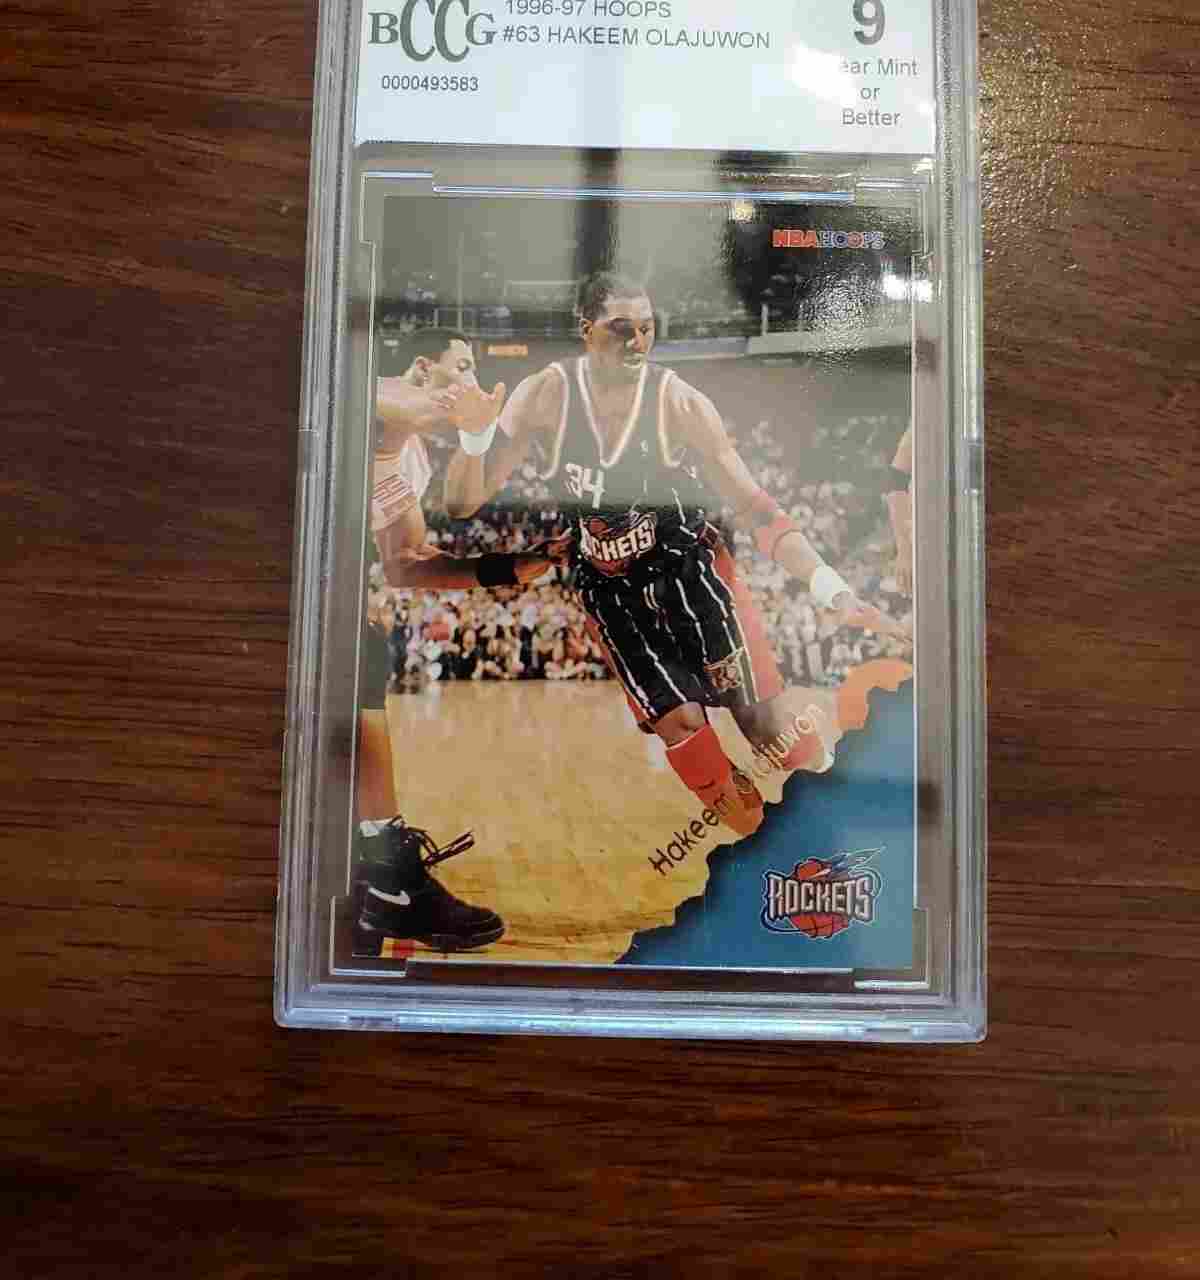 BCCG
1996-97 HOOPS
#63 HAKEEM OLAJUWON
0000493583
9
ear Mint
or
Better
NBA HOOPS
34
ROCKETS
Hakeem Olajuwon
ROCKETS